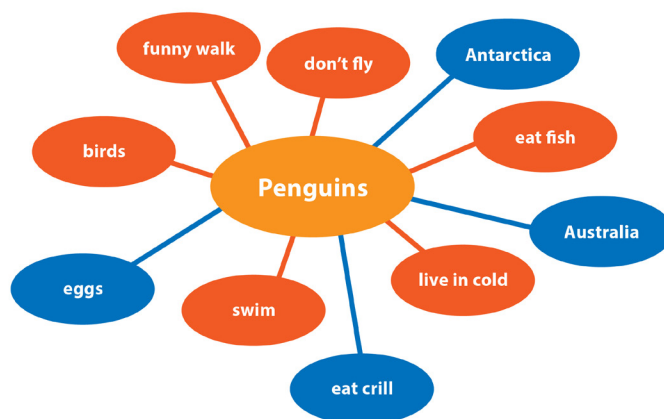 funny walk
don't fly
Antarctica
birds
eat fish
Penguins
Australia
eggs
swim
live in cold
eat crill